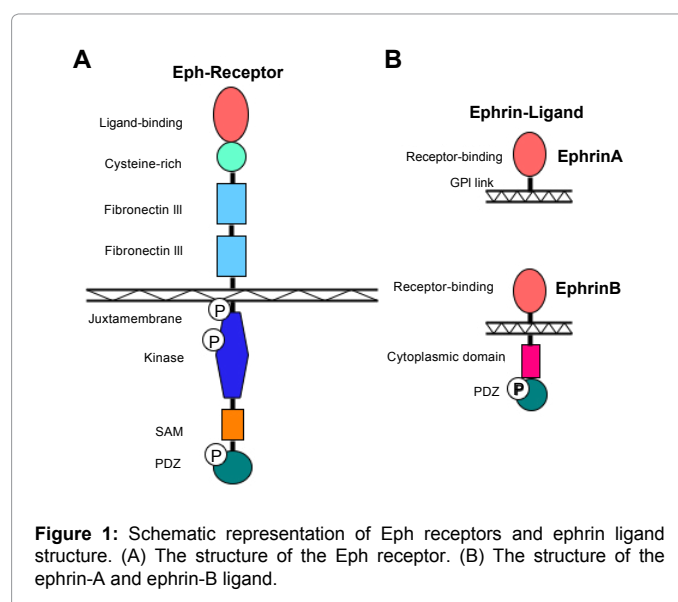 A
Eph-Receptor
Ligand-binding
Cysteine-rich
Fibronectin III
Fibronectin III
Juxtamembrane
P
P
Kinase
SAM
P
PDZ
B
Ephrin-Ligand
EphrinA
Receptor-binding
GPI link
Receptor-binding
EphrinB
Cytoplasmic domain
PDZ
P
Figure 1: Schematic representation of Eph receptors and ephrin ligand
structure. (A) The structure of the Eph receptor. (B) The structure of the
ephrin-A and ephrin-B ligand.